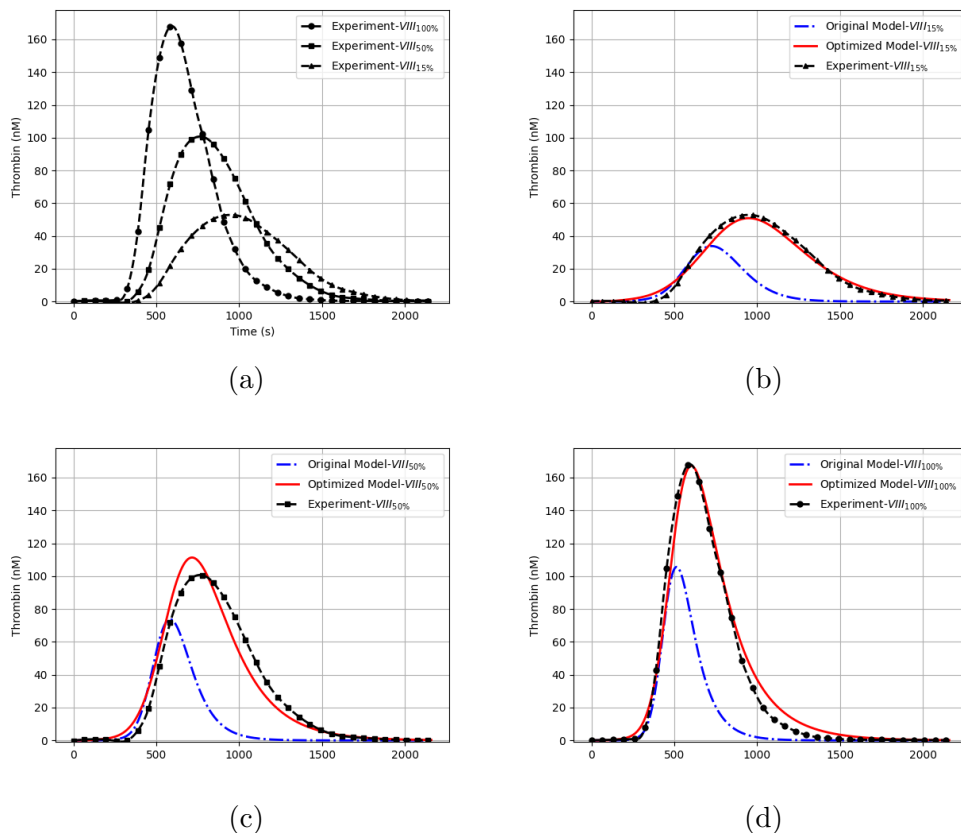 Experiment-VIII100%
Experiment-VIII50%
Experiment-VIII15%
Thrombin (nM)
160
140
120
100
80
60
40
20
0
0 500 1000 1500 2000
Time (s)
(a)
Original Model-VIII15%
Optimized Model-VIII15%
Experiment-VIII15%
Thrombin (nM)
160
140
120
100
80
60
40
20
0
0 500 1000 1500 2000
(b)
Original Model-VIII50%
Optimized Model-VIII50%
Experiment-VIII50%
Thrombin (nM)
160
140
120
100
80
60
40
20
0
0 500 1000 1500 2000
(c)
Original Model-VIII100%
Optimized Model-VIII100%
Experiment-VIII100%
Thrombin (nM)
160
140
120
100
80
60
40
20
0
0 500 1000 1500 2000
(d)